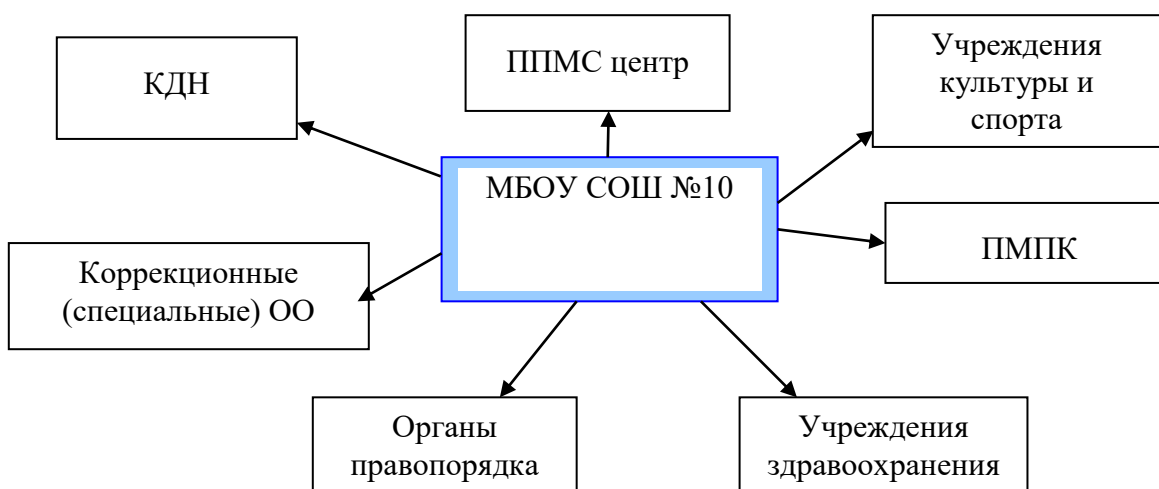 КДН
ППМС центр
Учреждения
культуры и
спорта
МБОУ СОШ №10
ПМПК
Коррекционные
(специальные) ОО
Органы
правопорядка
Учреждения
здравоохранения